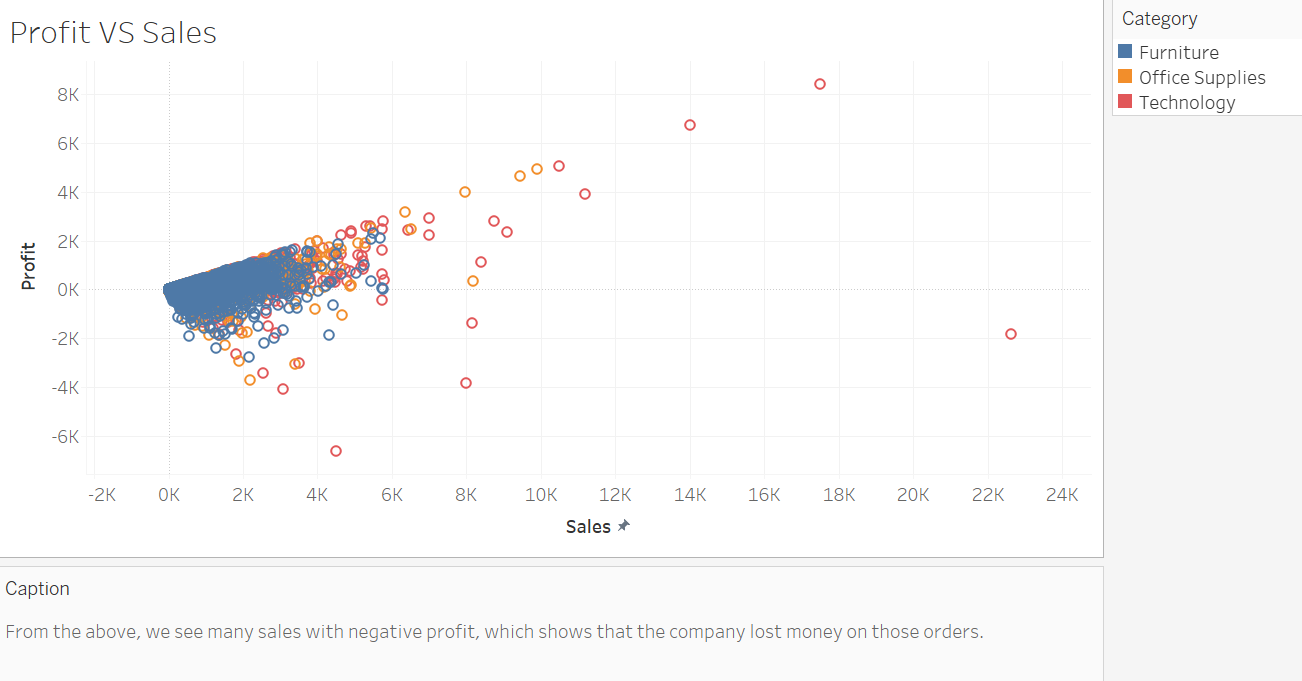 Profit VS Sales
Category
Furniture
Office Supplies
Technology
8K
6K
4K
2K
0K
-2K
-4K
-6K
Profit
-2K 0K 2K 4K 6K 8K 10K 12K 14K 16K 18K 20K 22K 24K
Sales
Caption
From the above, we see many sales with negative profit, which shows that the company lost money on those orders.